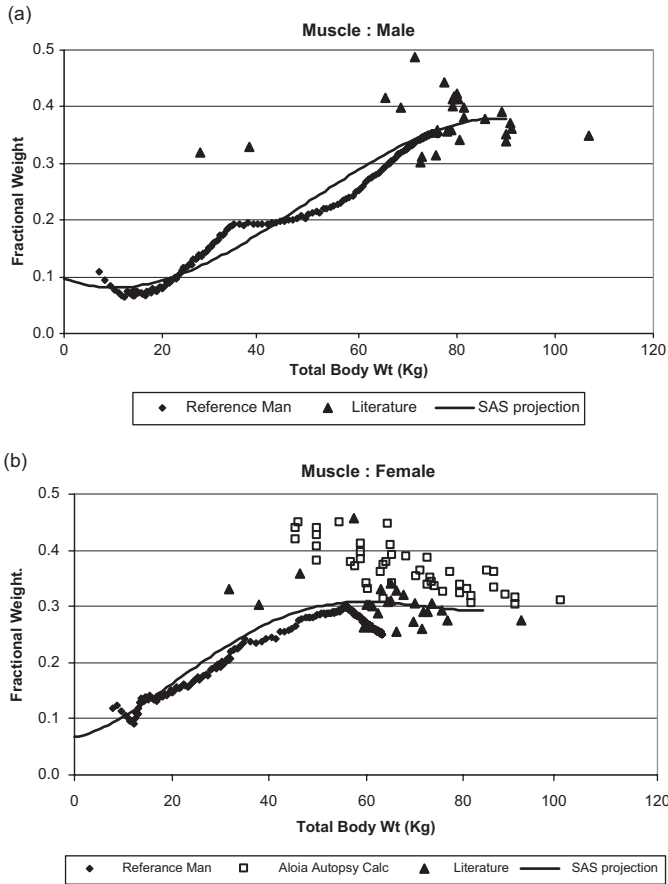 (a)
Muscle : Male
0.5
0.4
0.3
0.2
0.1
0.0
Fractional Weight
0 20 40 60 80 100 120
Total Body Wt (Kg)
Reference Man Literature SAS projection
(b)
Muscle : Female
0.5
0.4
0.3
0.2
0.1
0.0
Fractional Weight.
0 20 40 60 80 100 120
Total Body Wt (Kg)
Referance Man Aloia Autopsy Calc Literature SAS projection